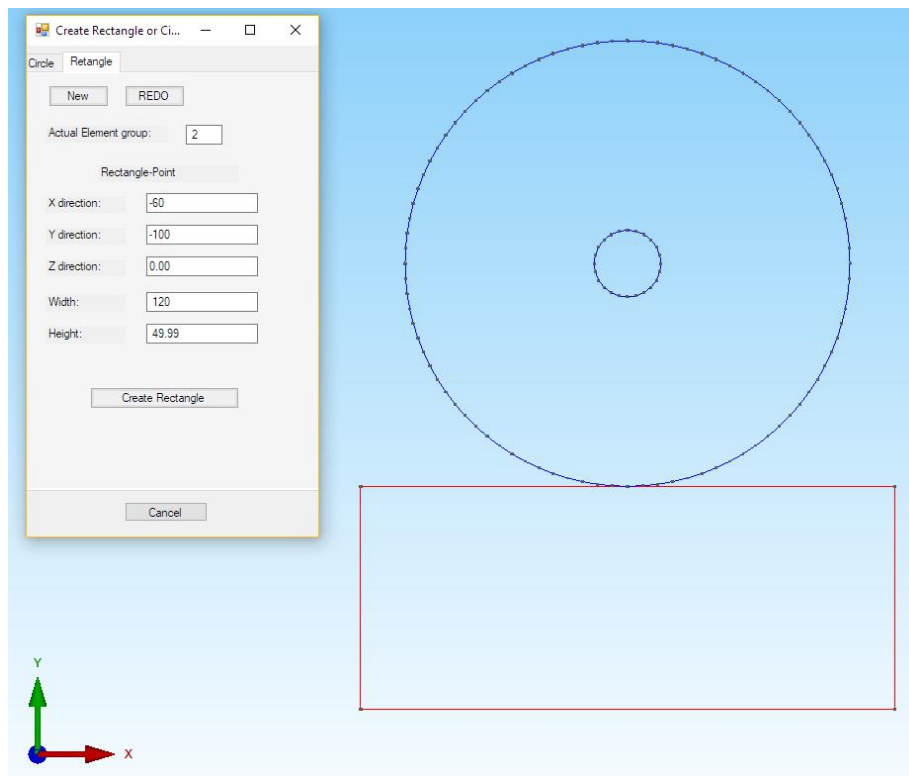 Create Rectangle or Ci...
Circle Retangle
New REDO
Actual Element group: 2
Rectangle-Point
X direction: -60
Y direction: -100
Z direction: 0.00
Width: 120
Height: 49.99
Create Rectangle
Cancel
Y
X